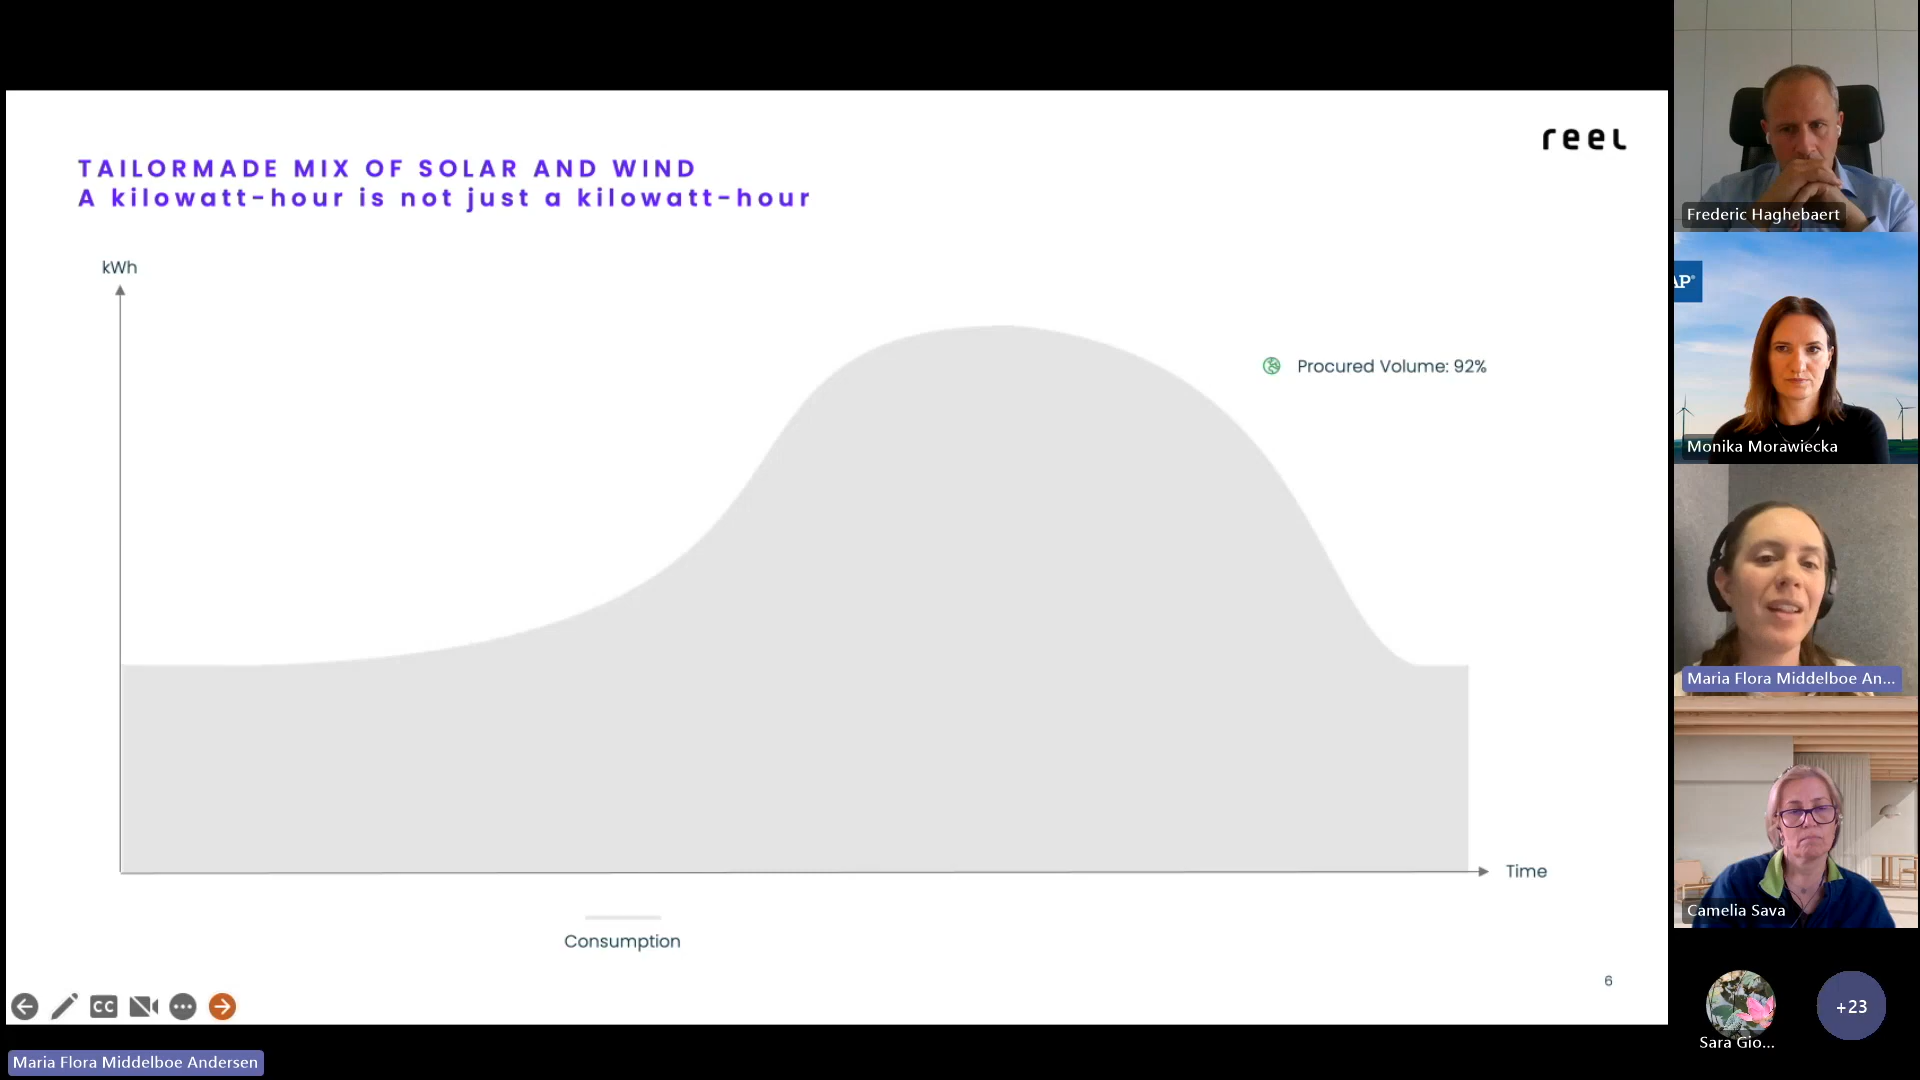 reel
TAILORMADE MIX OF SOLAR AND WIND
A kilowatt-hour is not just a kilowatt-hour
kWh
Procured Volume: 92%
Time
Consumption
6
CC
Maria Flora Middelboe Andersen
Frederic Haghebaert
AP®
Monika Morawiecka
Maria Flora Middelboe An...
Camelia Sava
Sara Gio...
+23